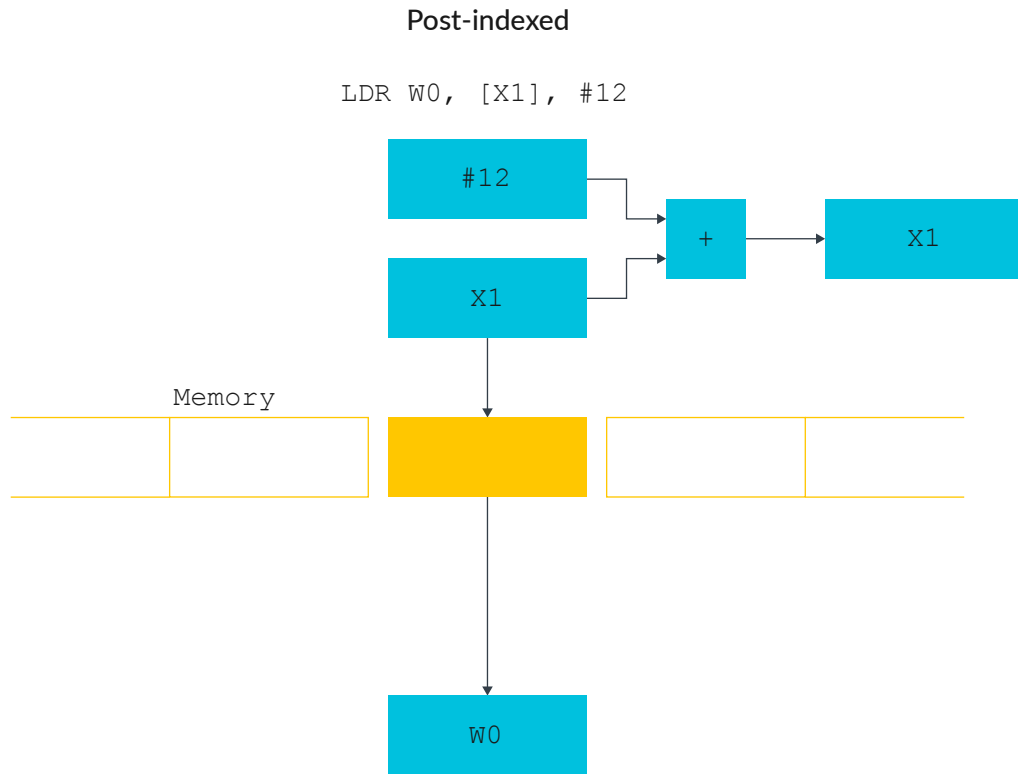 Post-indexed
LDR W0, [X1], #12
#12
+
X1
X1
Memory
W0